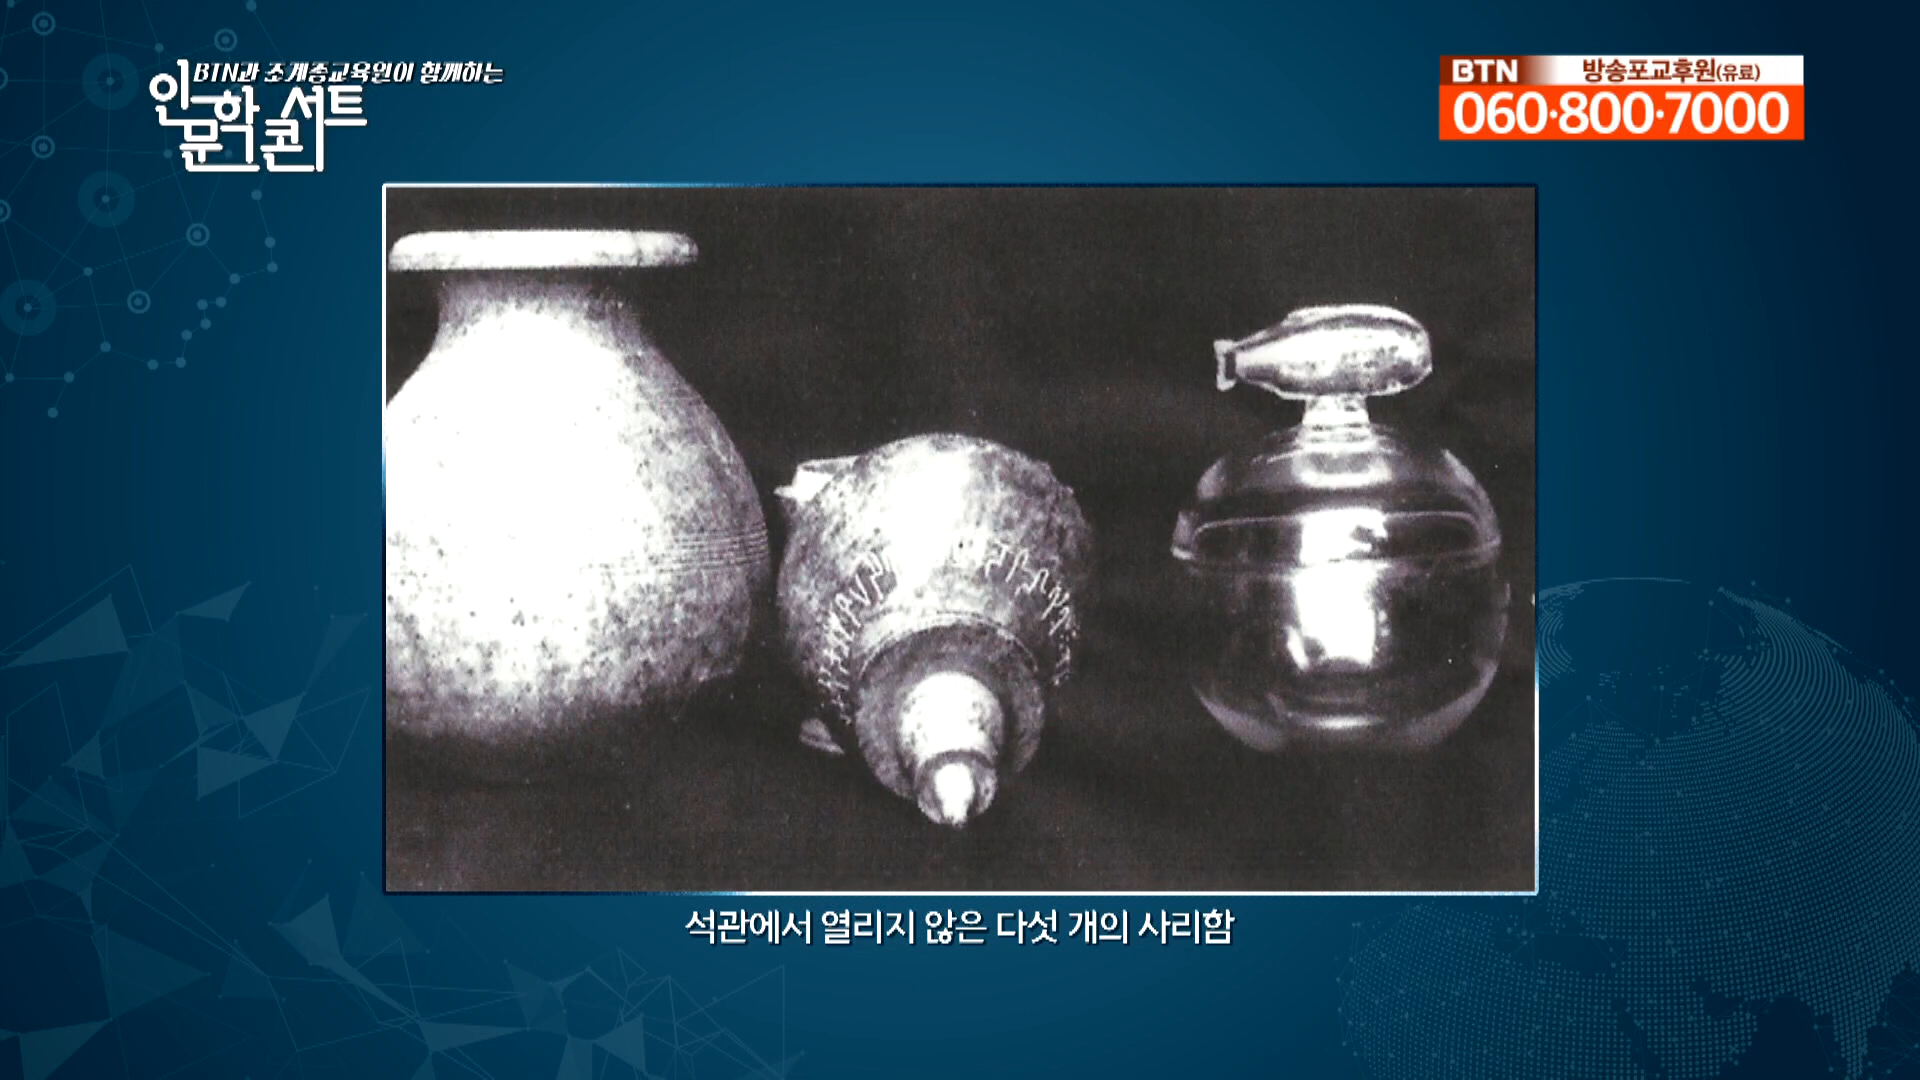 BTN과 조계종교육원이 함께하는
인문학 콘서트
BTN 방송포교후원(유료)
060·800·7000
석관에서 열리지 않은 다섯 개의 사리함